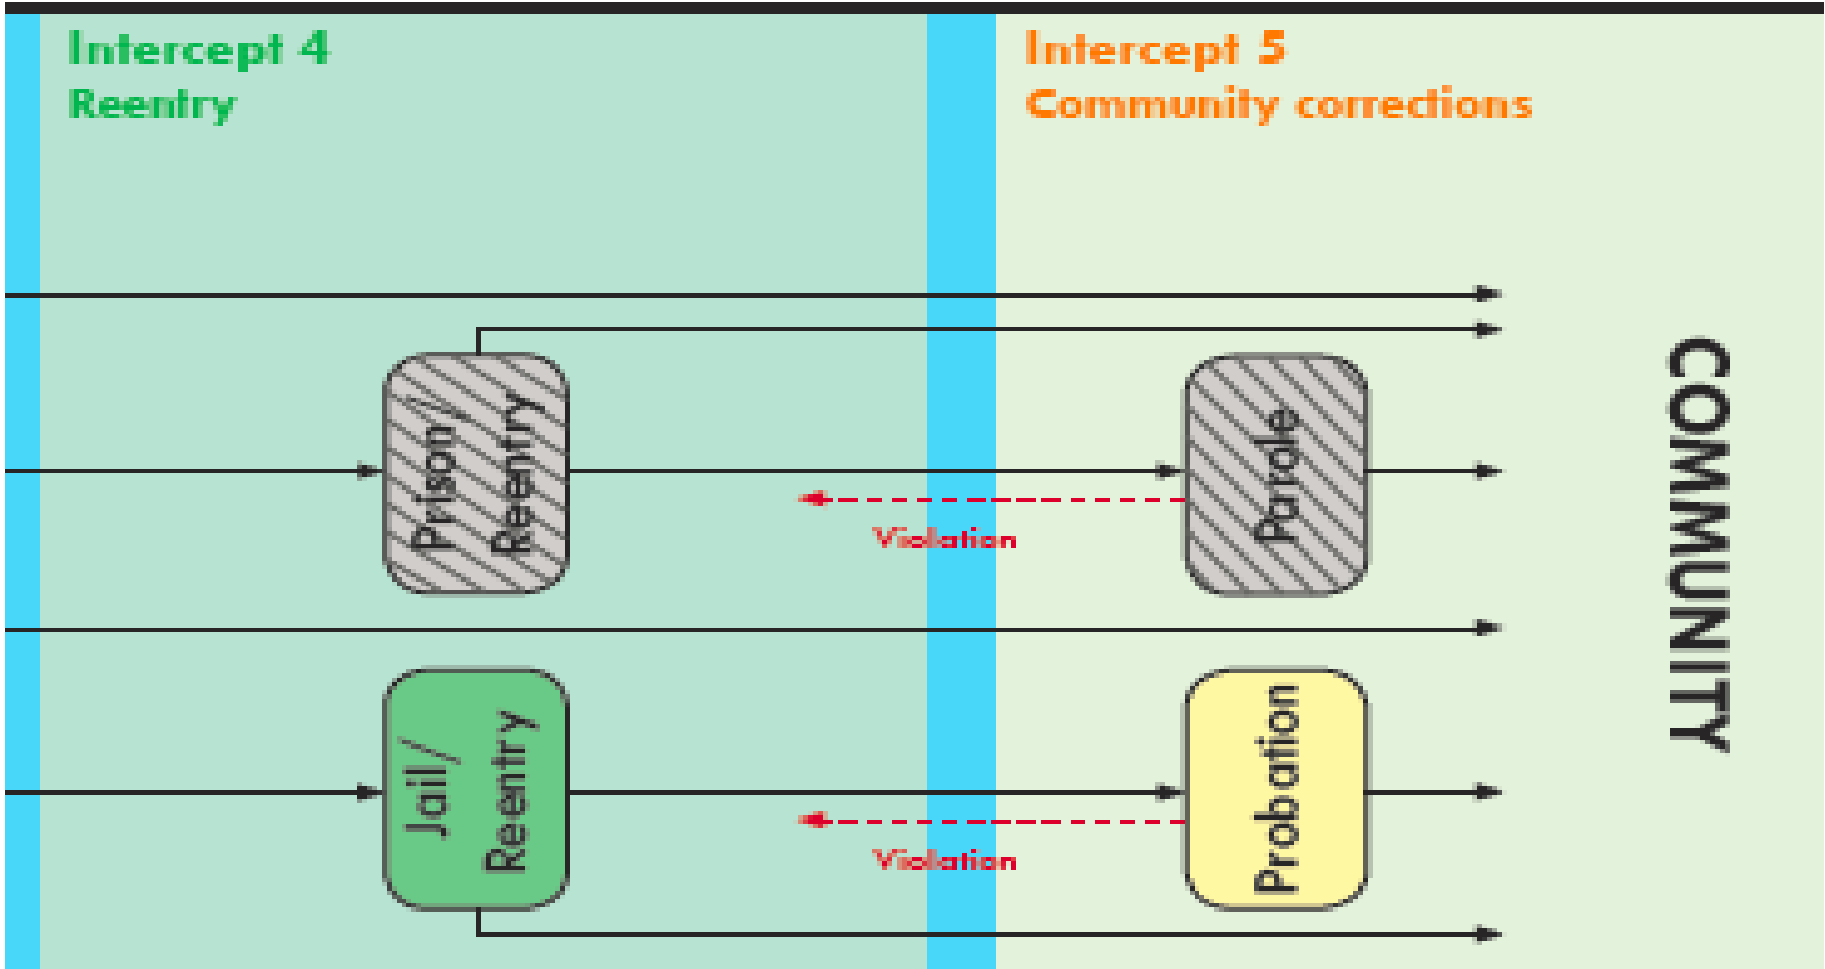 Intercept 4
Reentry
Intercept 5
Community corrections
Prison/
Reentry
Parole
Violation
COMMUNITY
Jail/
Reentry
Probation
Violation